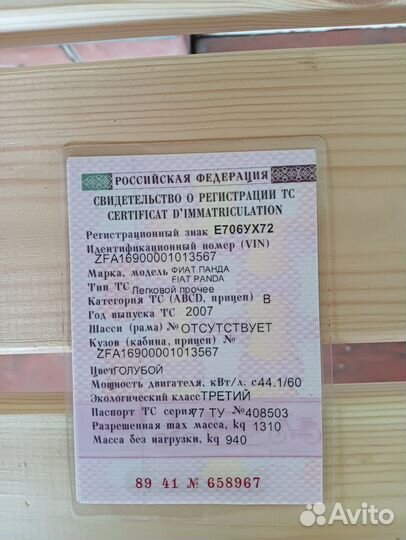 РОССИЙСКАЯ ФЕДЕРАЦИЯ
СВИДЕТЕЛЬСТВО О РЕГИСТРАЦИИ ТС
CERTIFICAT D'IMMATRICULATION
Регистрационный знак Е706УХ72
Идентификационный номер (VIN)
ZFA16900001013567
Марка, модель ФИАТ ПАНДА
FIAT PANDA
Тип ТС Легковой прочее
Категория ТС (ABCD, прицеп) B
Год выпуска ТС 2007
Шасси (рама) № ОТСУТСТВУЕТ
Кузов (кабина, прицеп) №
ZFA16900001013567
Цвет ГОЛУБОЙ
Мощность двигателя, кВт/л. с 44.1/60
Экологический класс ТРЕТИЙ
Паспорт ТС серия 77 ТУ № 408503
Разрешенная max масса, kg 1310
Масса без нагрузки, kg 940
89 41 № 658967
Avito